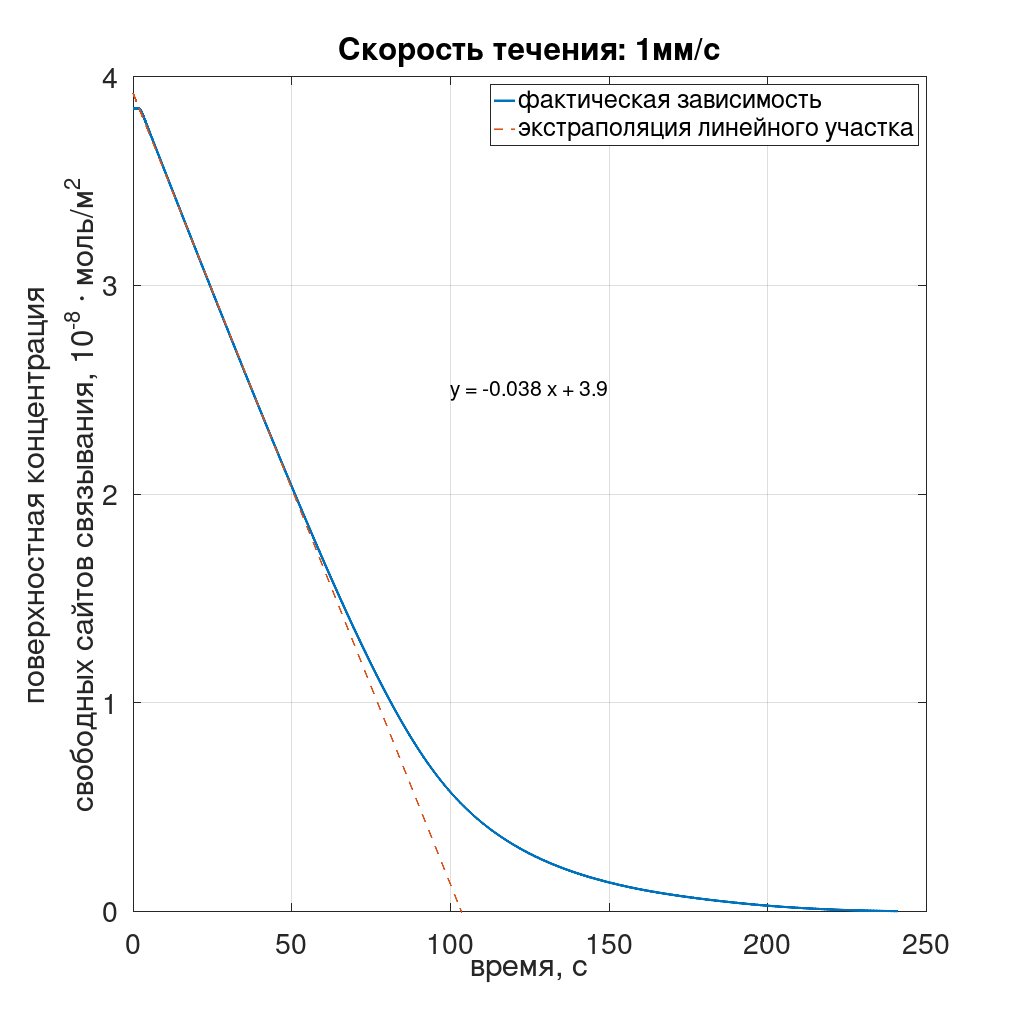 Скорость течения: 1мм/с
фактическая зависимость
экстраполяция линейного участка
поверхностная концентрация
свободных сайтов связывания, 10⁻⁸ · моль/м²
y = -0.038 x + 3.9
4
3
2
1
0
0 50 100 150 200 250
время, с